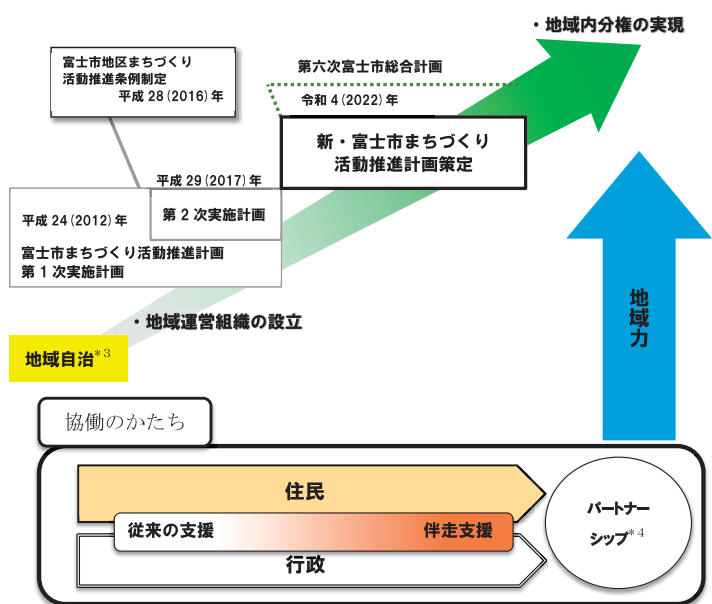 ・地域内分権の実現
富士市地区まちづくり
活動推進条例制定
平成 28(2016)年
第六次富士市総合計画
令和 4(2022)年
新・富士市まちづくり
活動推進計画策定
平成 29(2017)年
第2次実施計画
平成 24(2012)年
富士市まちづくり活動推進計画
第1次実施計画
・地域運営組織の設立
地域自治*3
地域力
協働のかたち
住民
従来の支援 伴走支援
行政
パートナー
シップ*4